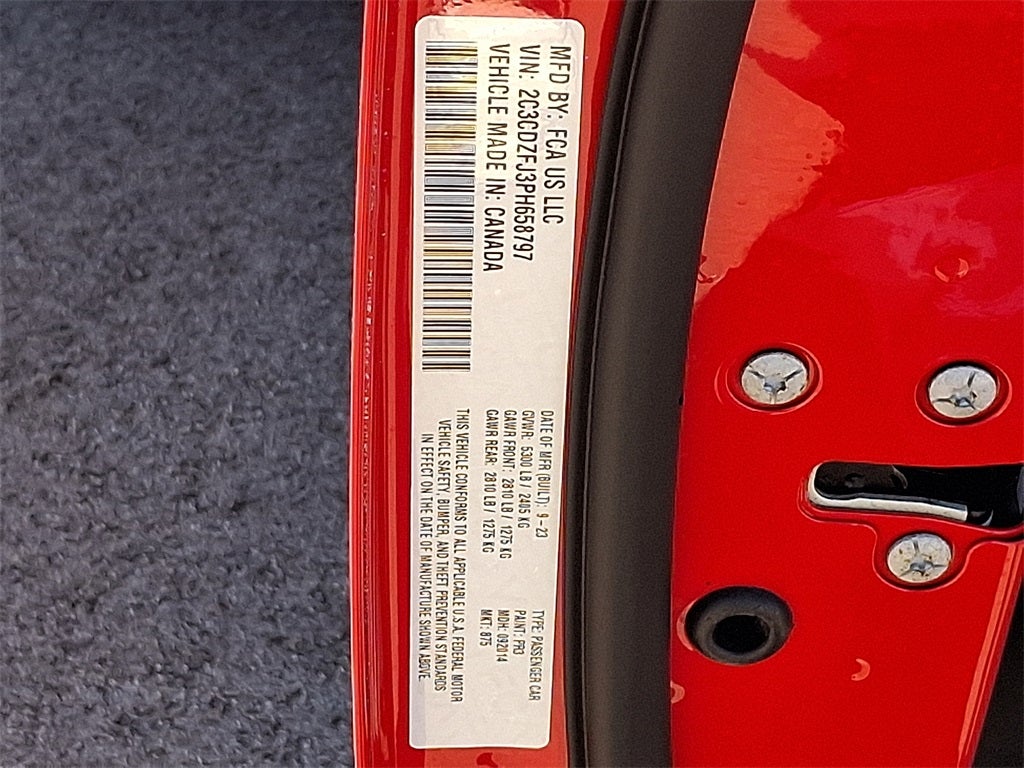 MFD BY: FCA US LLC
VIN: 2C3CDZFJ3PH658797
VEHICLE MADE IN: CANADA
DATE OF MFR (BUILT): 9-23
GVWR: 5300 LB / 2405 KG
GAWR FRONT: 2810 LB / 1275 KG
GAWR REAR: 2810 LB / 1275 KG
THIS VEHICLE CONFORMS TO ALL APPLICABLE U.S.A. FEDERAL MOTOR
VEHICLE SAFETY, BUMPER, AND THEFT PREVENTION STANDARDS
IN EFFECT ON THE DATE OF MANUFACTURE SHOWN ABOVE.
TYPE: PASSENGER CAR
PAINT: PR3
MDH: 092014
MKT: 875